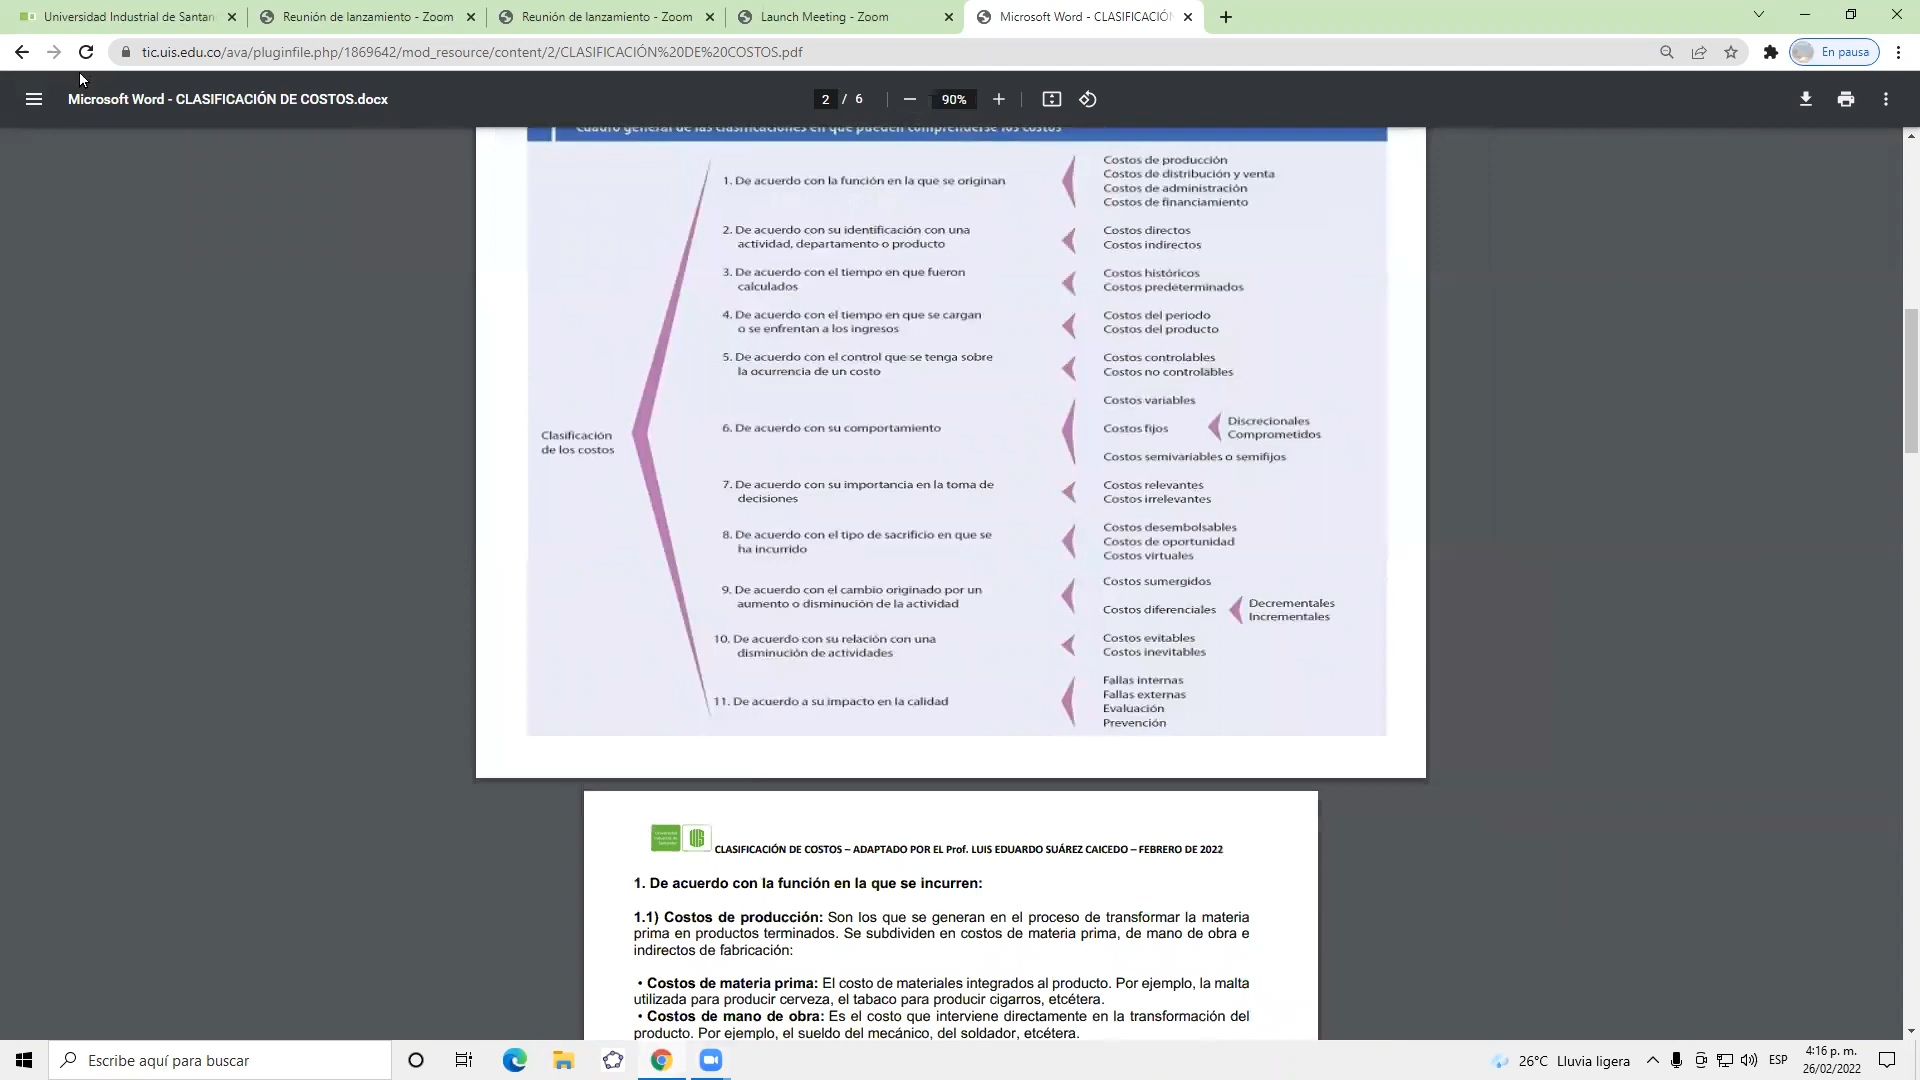 Universidad Industrial de Santan
Reunión de lanzamiento - Zoom
Reunión de lanzamiento - Zoom
Launch Meeting - Zoom
Microsoft Word - CLASIFICACIÓN
tic.uis.edu.co/ava/pluginfile.php/1869642/mod_resource/content/2/CLASIFICACIÓN%20DE%20COSTOS.pdf
En pausa
Microsoft Word - CLASIFICACIÓN DE COSTOS.docx
2 / 6
90%
Cuadro general de las clasificaciones en que pueden comprenderse los costos
Clasificación
de los costos
1. De acuerdo con la función en la que se originan
Costos de producción
Costos de distribución y venta
Costos de administración
Costos de financiamiento
2. De acuerdo con su identificación con una
actividad, departamento o producto
Costos directos
Costos indirectos
3. De acuerdo con el tiempo en que fueron
calculados
Costos históricos
Costos predeterminados
4. De acuerdo con el tiempo en que se cargan
o se enfrentan a los ingresos
Costos del periodo
Costos del producto
5. De acuerdo con el control que se tenga sobre
la ocurrencia de un costo
Costos controlables
Costos no controlables
6. De acuerdo con su comportamiento
Costos variables
Costos fijos
Discrecionales
Comprometidos
Costos semivariables o semifijos
7. De acuerdo con su importancia en la toma de
decisiones
Costos relevantes
Costos irrelevantes
8. De acuerdo con el tipo de sacrificio en que se
ha incurrido
Costos desembolsables
Costos de oportunidad
Costos virtuales
9. De acuerdo con el cambio originado por un
aumento o disminución de la actividad
Costos sumergidos
Costos diferenciales
Decrementales
Incrementales
10. De acuerdo con su relación con una
disminución de actividades
Costos evitables
Costos inevitables
11. De acuerdo a su impacto en la calidad
Fallas internas
Fallas externas
Evaluación
Prevención
Universidad
Industrial de
Santander
CLASIFICACIÓN DE COSTOS – ADAPTADO POR EL Prof. LUIS EDUARDO SUÁREZ CAICEDO – FEBRERO DE 2022
1. De acuerdo con la función en la que se incurren:
1.1) Costos de producción: Son los que se generan en el proceso de transformar la materia
prima en productos terminados. Se subdividen en costos de materia prima, de mano de obra e
indirectos de fabricación:
• Costos de materia prima: El costo de materiales integrados al producto. Por ejemplo, la malta
utilizada para producir cerveza, el tabaco para producir cigarros, etcétera.
• Costos de mano de obra: Es el costo que interviene directamente en la transformación del
producto. Por ejemplo, el sueldo del mecánico, del soldador, etcétera.
Escribe aquí para buscar
26°C Lluvia ligera
ESP
4:16 p. m.
26/02/2022